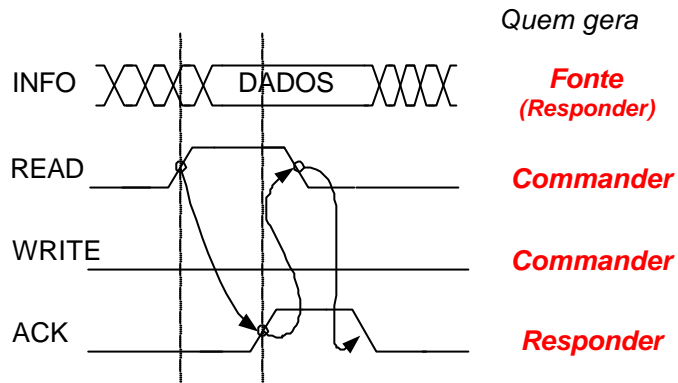 Quem gera
INFO DADOS Fonte
(Responder)
READ Commander
WRITE Commander
ACK Responder